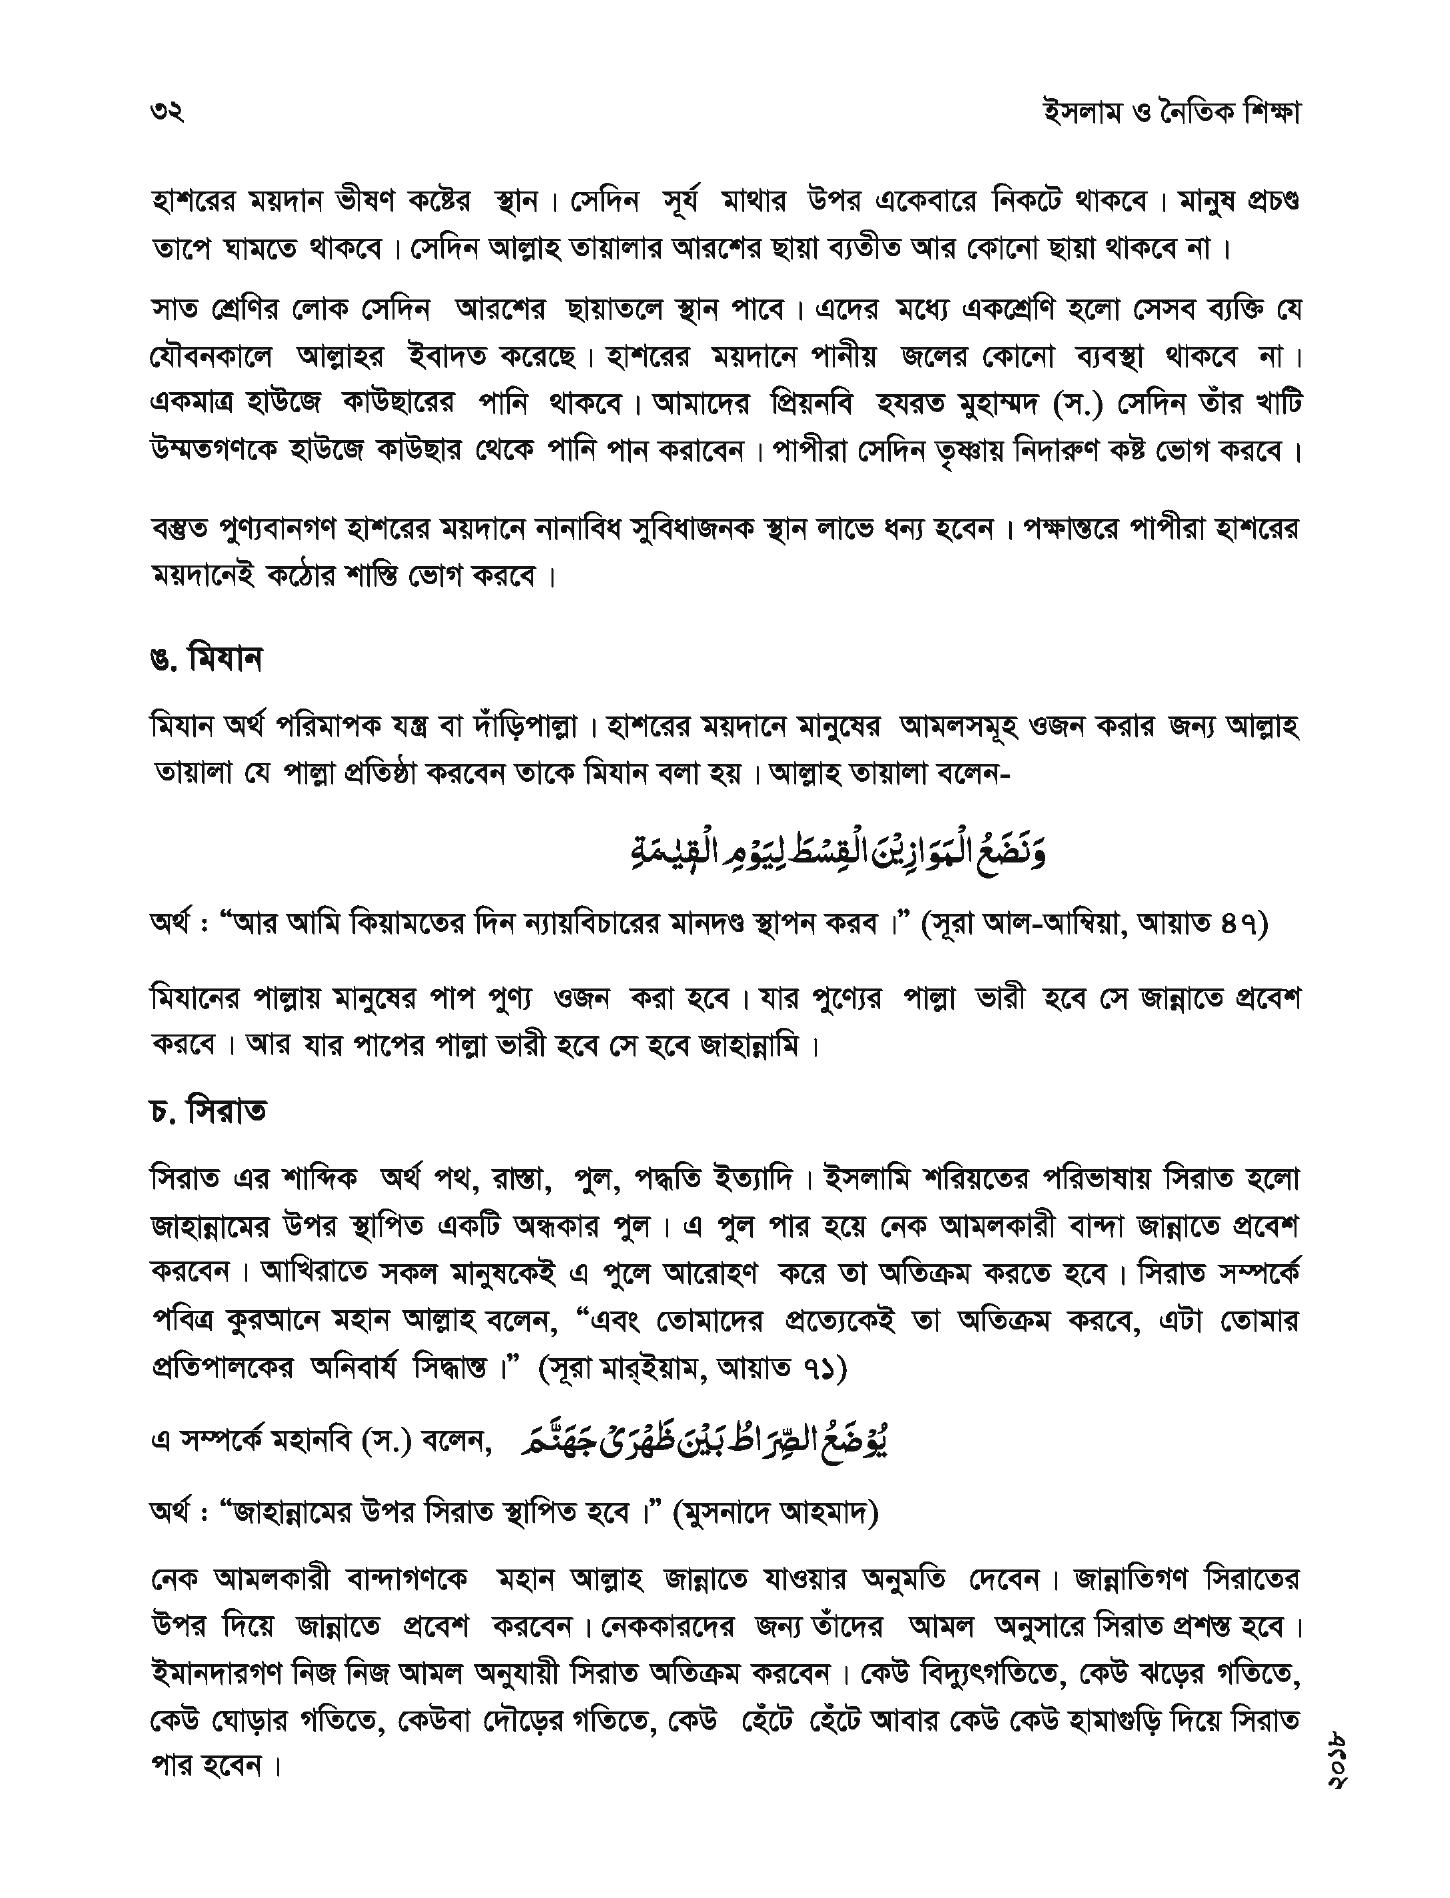 ৩২
ইসলাম ও নৈতিক শিক্ষা
হাশরের ময়দান ভীষণ কষ্টের স্থান। সেদিন সূর্য মাথার উপর একেবারে নিকটে থাকবে। মানুষ প্রচণ্ড
তাপে ঘামতে থাকবে। সেদিন আল্লাহ তায়ালার আরশের ছায়া ব্যতীত আর কোনো ছায়া থাকবে না।
সাত শ্রেণির লোক সেদিন আরশের ছায়াতলে স্থান পাবে। এদের মধ্যে একশ্রেণি হলো সেসব ব্যক্তি যে
যৌবনকালে আল্লাহর ইবাদত করেছে। হাশরের ময়দানে পানীয় জলের কোনো ব্যবস্থা থাকবে না।
একমাত্র হাউজে কাউছারের পানি থাকবে। আমাদের প্রিয়নবি হযরত মুহাম্মদ (স.) সেদিন তাঁর খাটি
উম্মতগণকে হাউজে কাউছার থেকে পানি পান করাবেন। পাপীরা সেদিন তৃষ্ণায় নিদারুণ কষ্ট ভোগ করবে।
বস্তুত পুণ্যবানগণ হাশরের ময়দানে নানাবিধ সুবিধাজনক স্থান লাভে ধন্য হবেন। পক্ষান্তরে পাপীরা হাশরের
ময়দানেই কঠোর শাস্তি ভোগ করবে।
ঙ. মিযান
মিযান অর্থ পরিমাপক যন্ত্র বা দাঁড়িপাল্লা। হাশরের ময়দানে মানুষের আমলসমূহ ওজন করার জন্য আল্লাহ
তায়ালা যে পাল্লা প্রতিষ্ঠা করবেন তাকে মিযান বলা হয়। আল্লাহ তায়ালা বলেন-
وَنَضَعُ الْمَوَازِيْنَ الْقِسْطَ لِيَوْمِ الْقِيٰمَةِ
অর্থ : “আর আমি কিয়ামতের দিন ন্যায়বিচারের মানদণ্ড স্থাপন করব।” (সূরা আল-আম্বিয়া, আয়াত ৪৭)
মিযানের পাল্লায় মানুষের পাপ পুণ্য ওজন করা হবে। যার পুণ্যের পাল্লা ভারী হবে সে জান্নাতে প্রবেশ
করবে। আর যার পাপের পাল্লা ভারী হবে সে হবে জাহান্নামি।
চ. সিরাত
সিরাত এর শাব্দিক অর্থ পথ, রাস্তা, পুল, পদ্ধতি ইত্যাদি। ইসলামি শরিয়তের পরিভাষায় সিরাত হলো
জাহান্নামের উপর স্থাপিত একটি অন্ধকার পুল। এ পুল পার হয়ে নেক আমলকারী বান্দা জান্নাতে প্রবেশ
করবেন। আখিরাতে সকল মানুষকেই এ পুলে আরোহণ করে তা অতিক্রম করতে হবে। সিরাত সম্পর্কে
পবিত্র কুরআনে মহান আল্লাহ বলেন, “এবং তোমাদের প্রত্যেকেই তা অতিক্রম করবে, এটা তোমার
প্রতিপালকের অনিবার্য সিদ্ধান্ত।” (সূরা মার্‌ইয়াম, আয়াত ৭১)
এ সম্পর্কে মহানবি (স.) বলেন, يُوْضَعُ الصِّرَاطُ بَيْنَ ظَهْرَىْ جَهَنَّمَ
অর্থ : “জাহান্নামের উপর সিরাত স্থাপিত হবে।” (মুসনাদে আহমাদ)
নেক আমলকারী বান্দাগণকে মহান আল্লাহ জান্নাতে যাওয়ার অনুমতি দেবেন। জান্নাতিগণ সিরাতের
উপর দিয়ে জান্নাতে প্রবেশ করবেন। নেককারদের জন্য তাঁদের আমল অনুসারে সিরাত প্রশস্ত হবে।
ইমানদারগণ নিজ নিজ আমল অনুযায়ী সিরাত অতিক্রম করবেন। কেউ বিদ্যুৎগতিতে, কেউ ঝড়ের গতিতে,
কেউ ঘোড়ার গতিতে, কেউবা দৌড়ের গতিতে, কেউ হেঁটে হেঁটে আবার কেউ কেউ হামাগুড়ি দিয়ে সিরাত
পার হবেন।
২০১৮